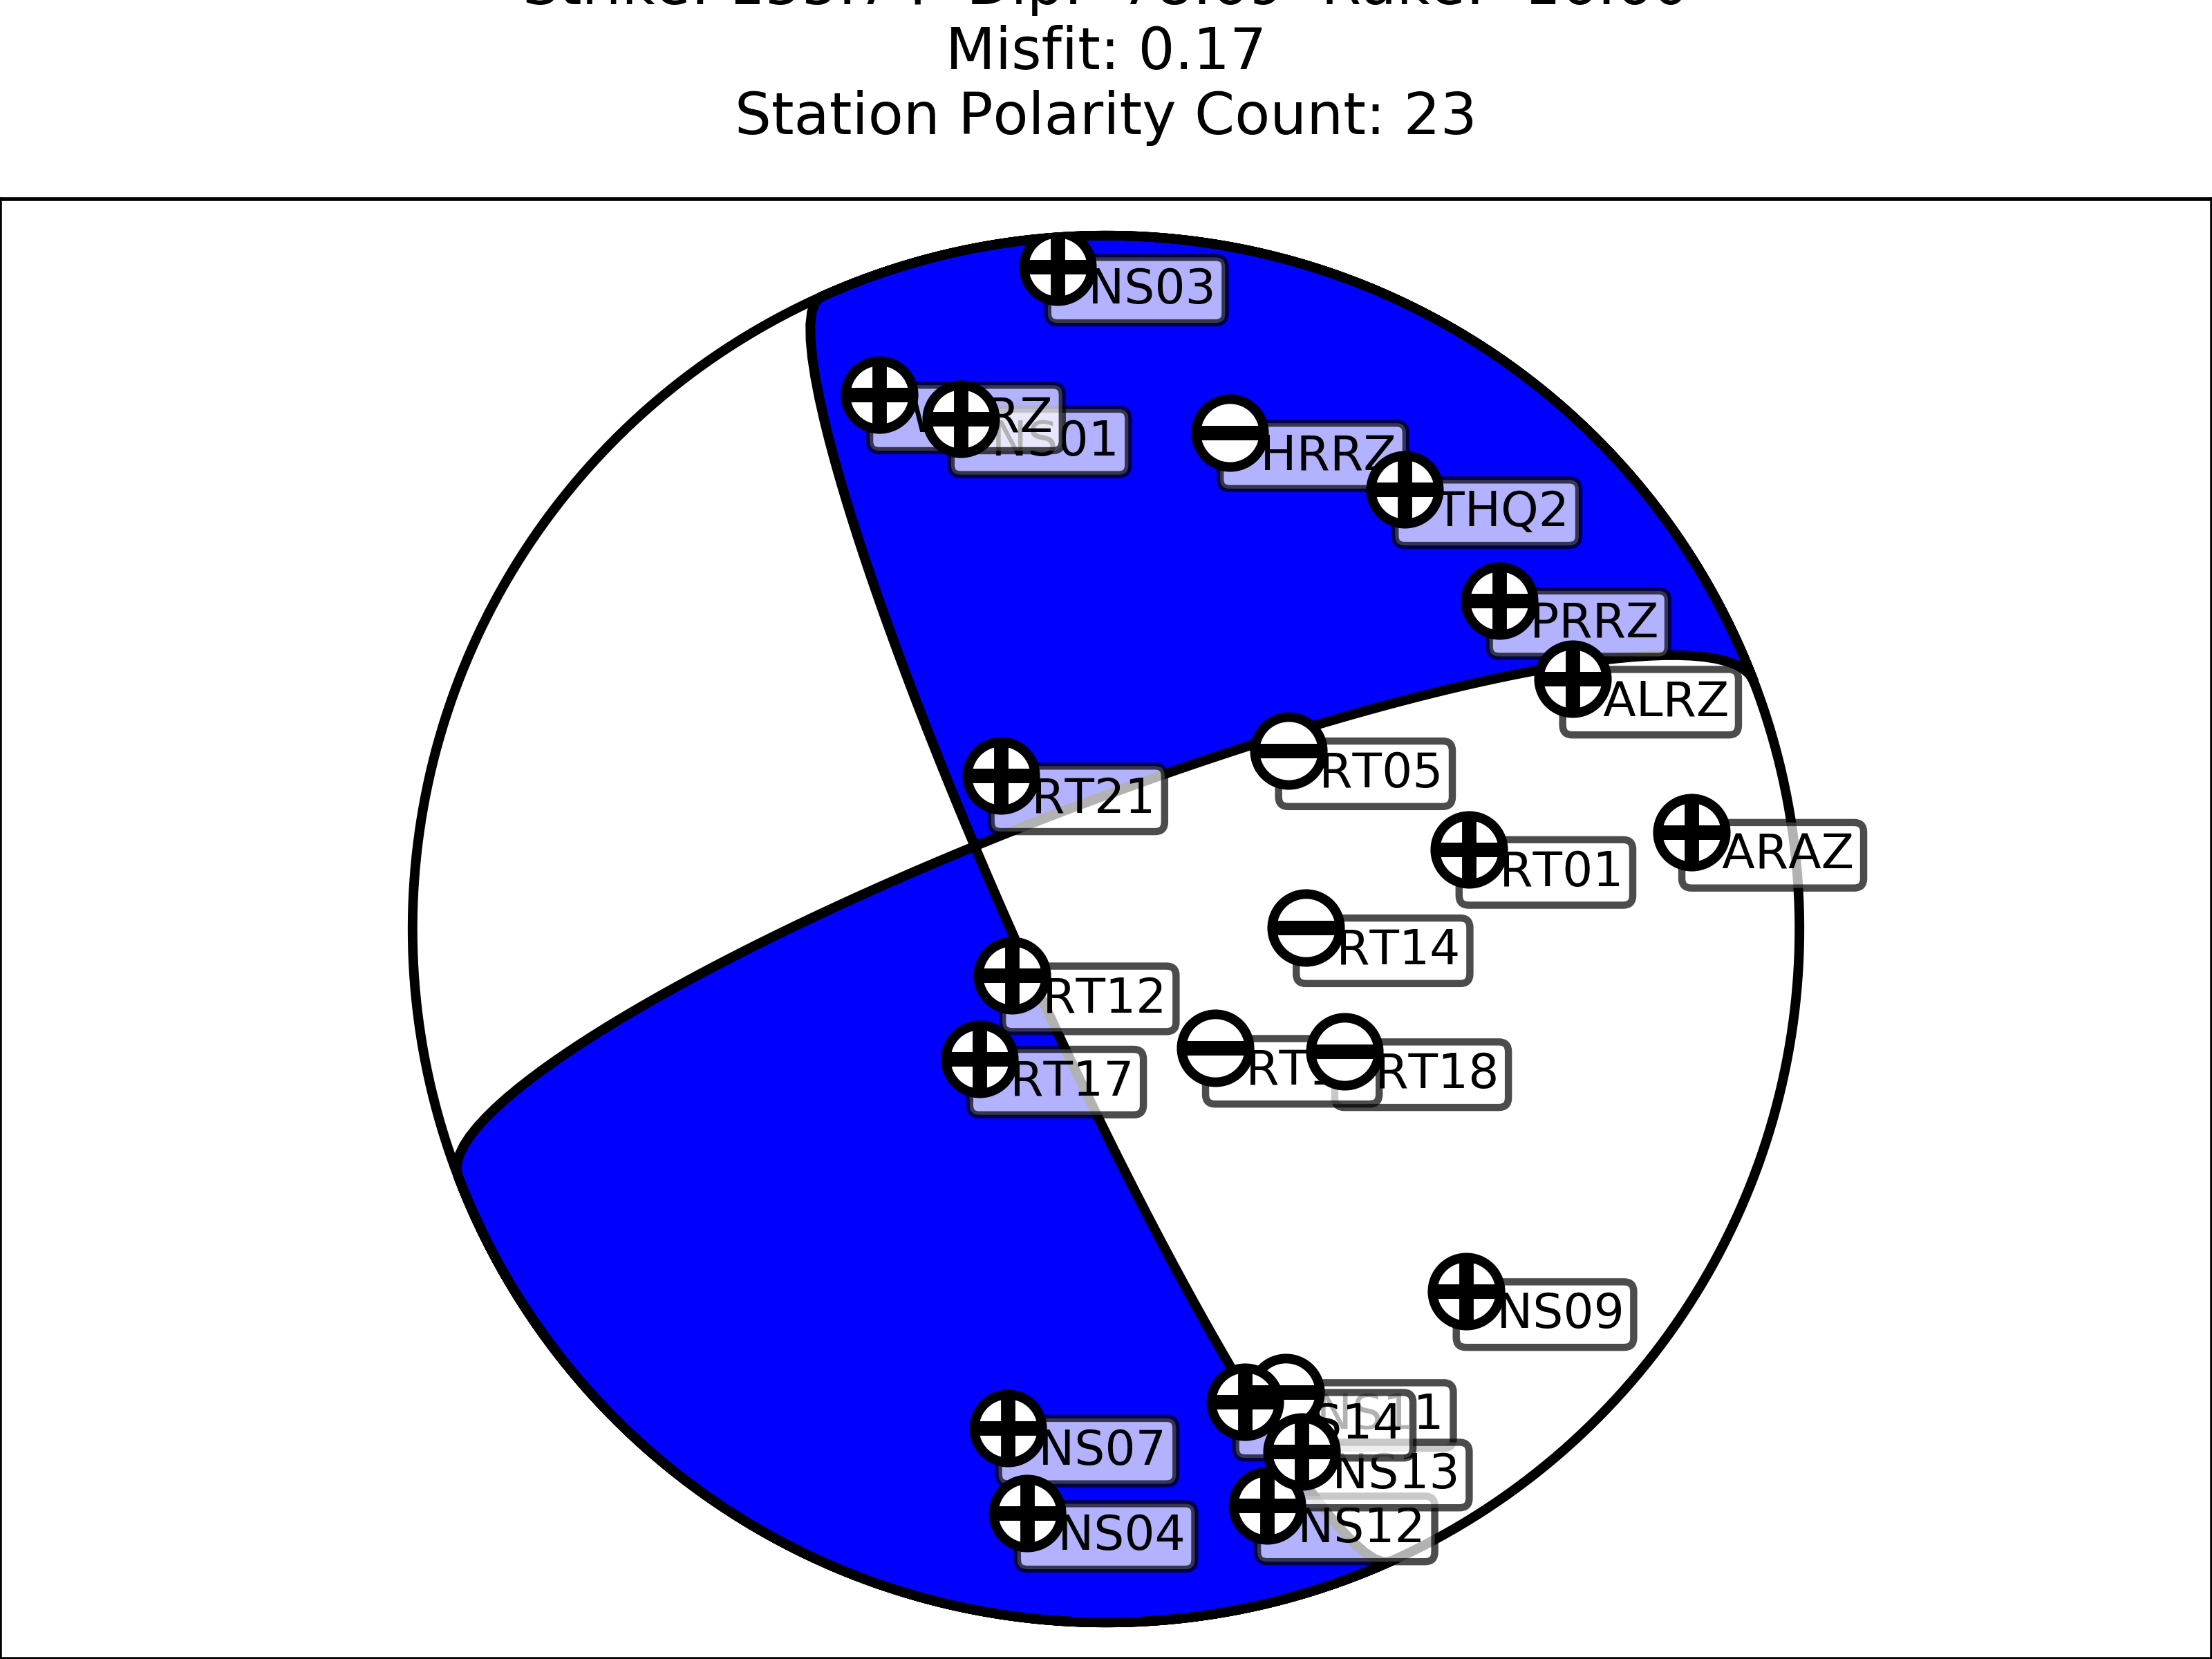 Misfit: 0.17
Station Polarity Count: 23
NS03
NS01
HRRZ
THQ2
PRRZ
ALRZ
RT21
RT05
RT01
ARAZ
RT14
RT12
RT17
RT18
NS09
NS11
NS07
NS13
NS12
NS04